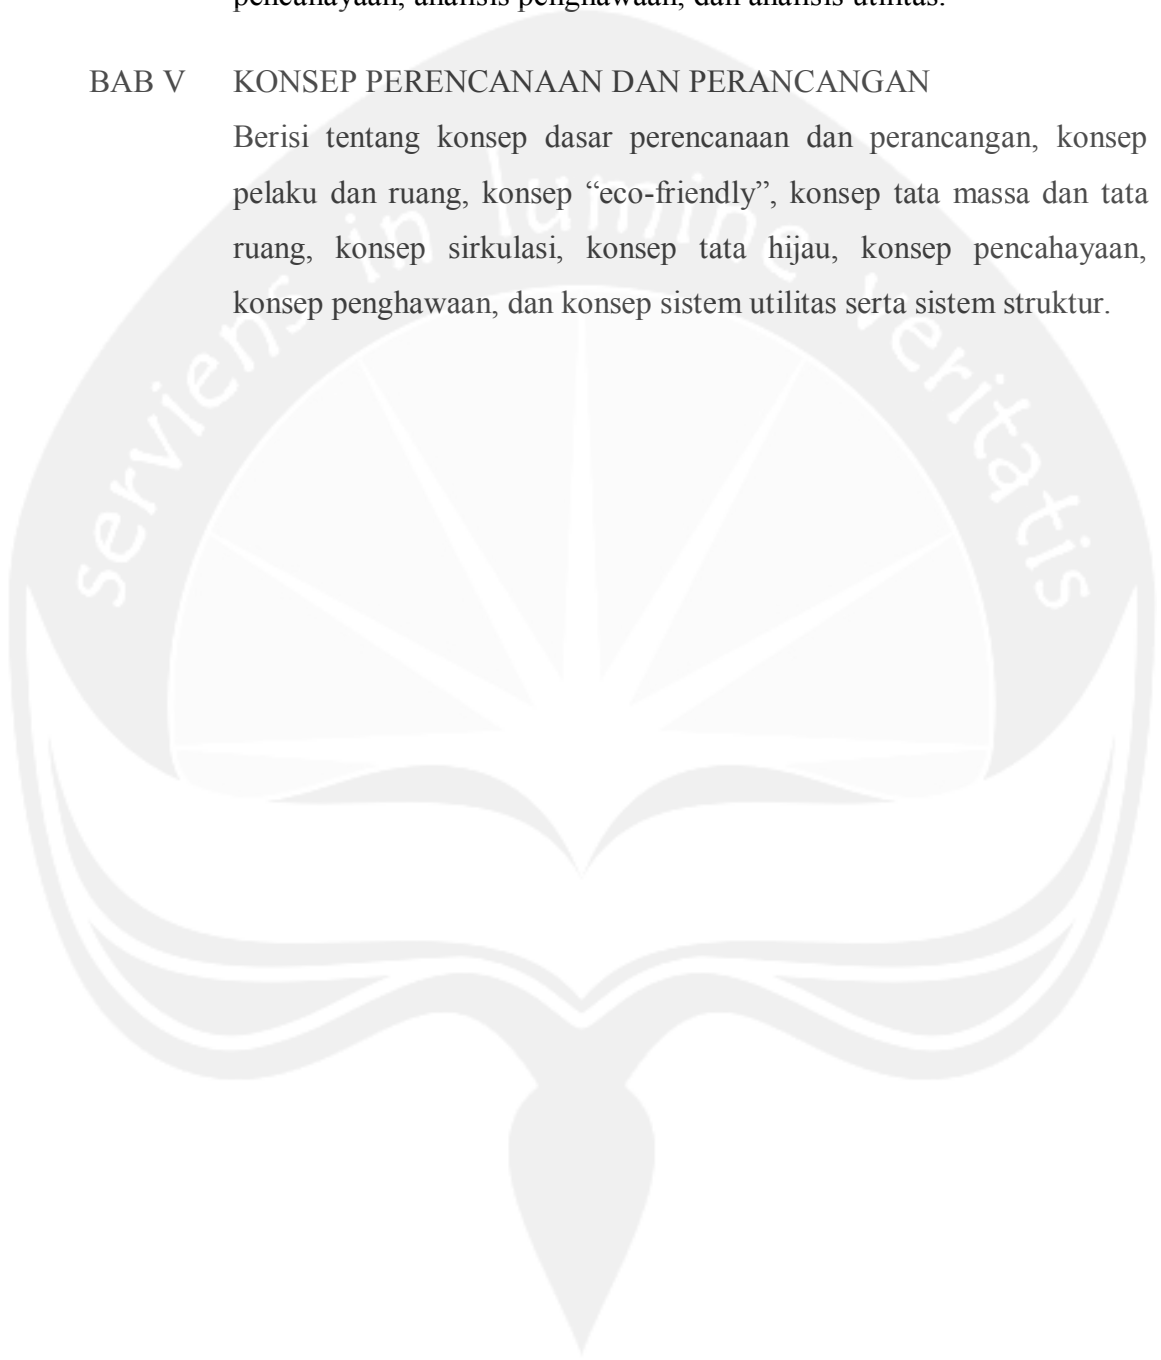 pencahayaan, analisis penghawaan, dan analisis utilitas.
BAB V KONSEP PERENCANAAN DAN PERANCANGAN
Berisi tentang konsep dasar perencanaan dan perancangan, konsep
pelaku dan ruang, konsep “eco-friendly”, konsep tata massa dan tata
ruang, konsep sirkulasi, konsep tata hijau, konsep pencahayaan,
konsep penghawaan, dan konsep sistem utilitas serta sistem struktur.
serviens in lumine veritatis